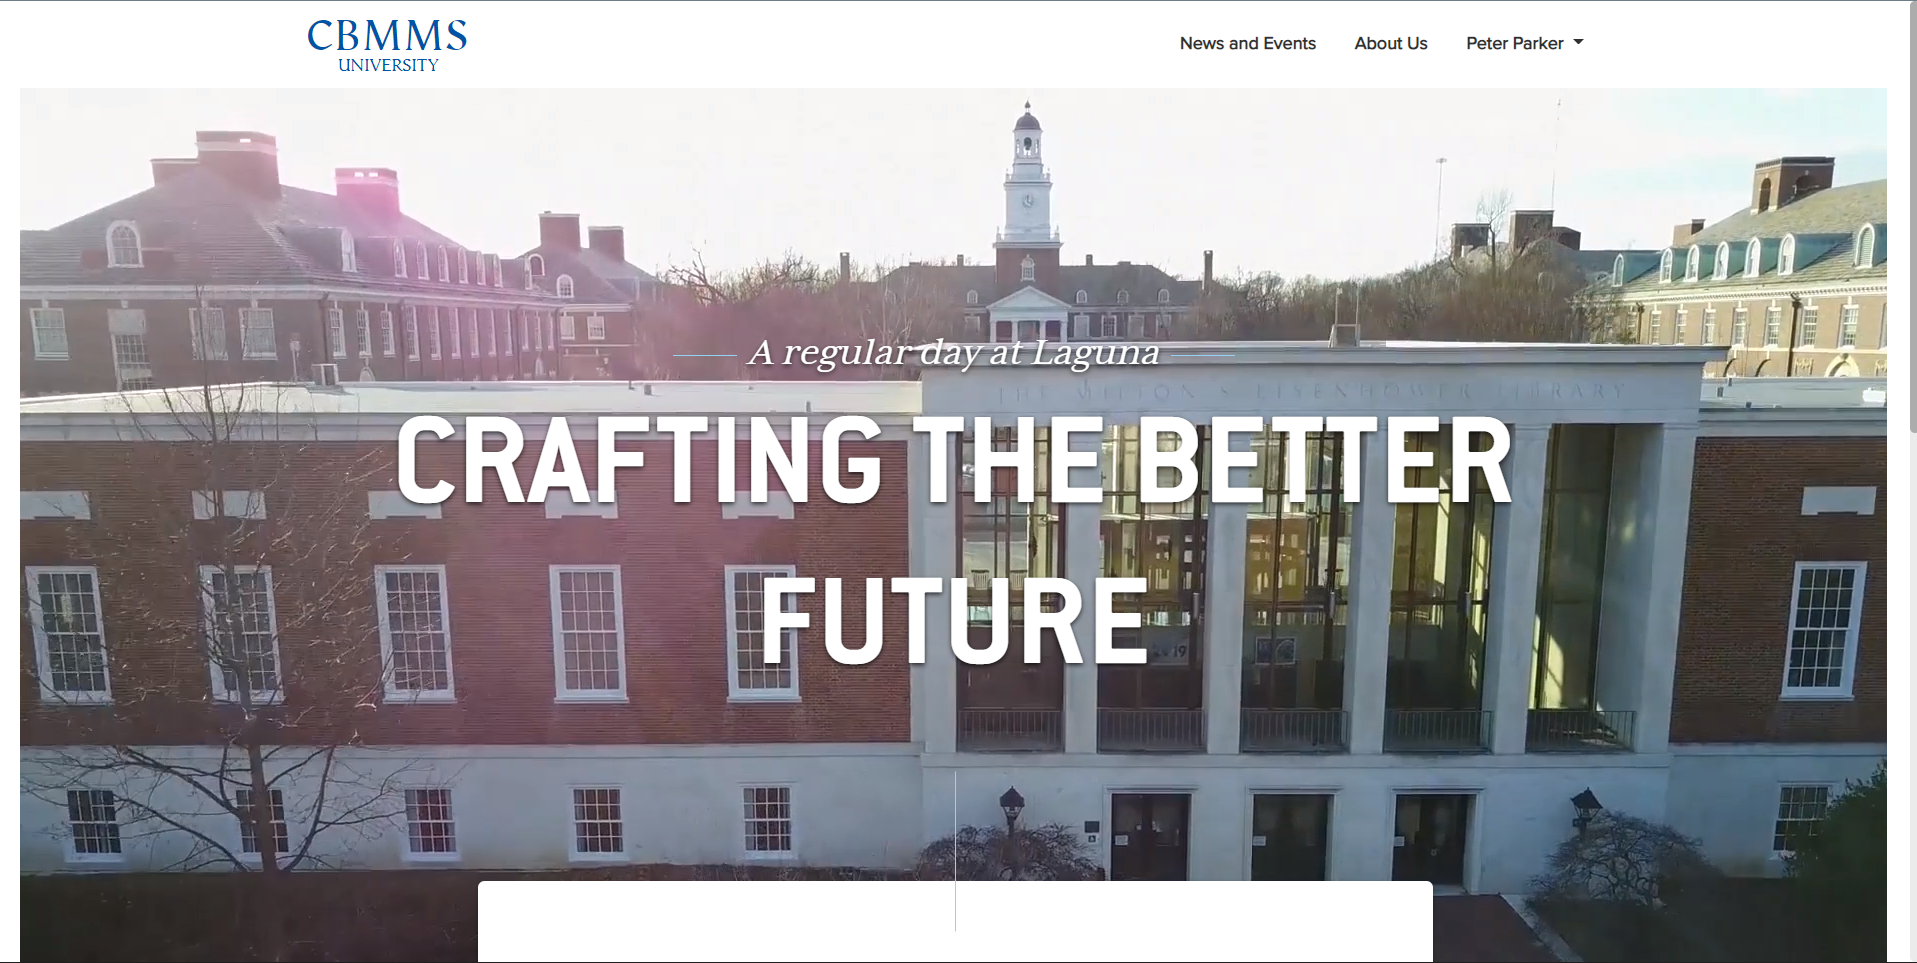 CBMMS
UNIVERSITY
News and Events
About Us
Peter Parker
A regular day at Laguna
THE MILTON S EISENHOWER LIBRARY
CRAFTING THE BETTER
FUTURE